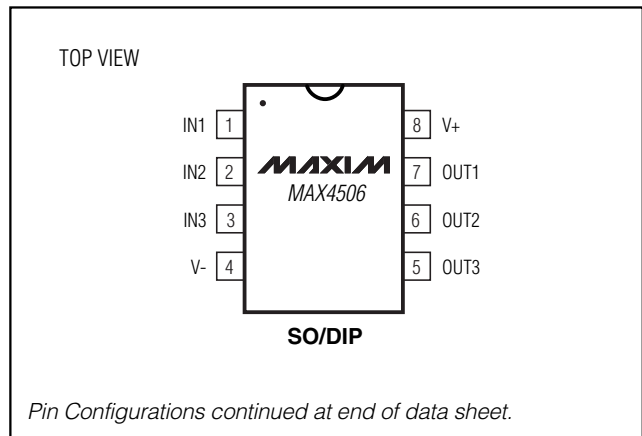 TOP VIEW
IN1 1 8 V+
IN2 2 MAXIM 7 OUT1
MAX4506
IN3 3 6 OUT2
V- 4 5 OUT3
SO/DIP
Pin Configurations continued at end of data sheet.